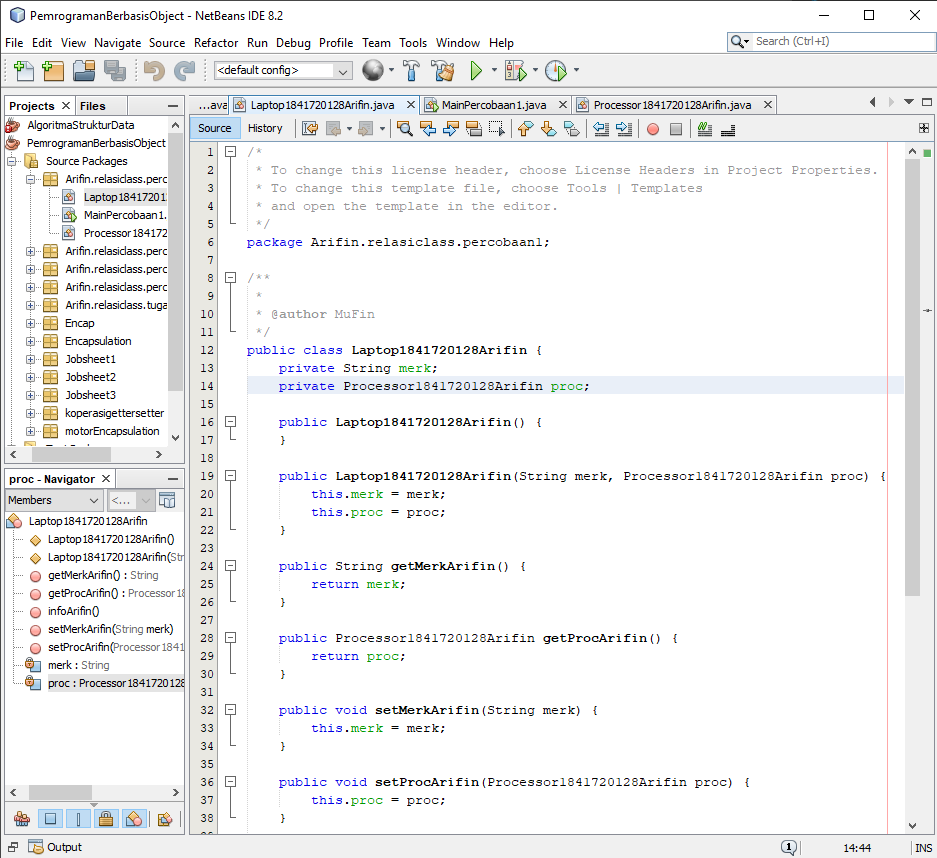 PemrogramanBerbasisObject - NetBeans IDE 8.2
File Edit View Navigate Source Refactor Run Debug Profile Team Tools Window Help
Search (Ctrl+I)
<default config>
Projects Files
AlgoritmaStrukturData
PemrogramanBerbasisObject
Source Packages
Arifin.relasiclass.perc
Laptop184172012
MainPercobaan1.
Processor184172
Arifin.relasiclass.perc
Arifin.relasiclass.perc
Arifin.relasiclass.perc
Arifin.relasiclass.tuga
Encap
Encapsulation
Jobsheet1
Jobsheet2
Jobsheet3
koperasigettersetter
motorEncapsulation
proc - Navigator
Members <...
Laptop1841720128Arifin
Laptop1841720128Arifin()
Laptop1841720128Arifin(Str
getMerkArifin() : String
getProcArifin() : Processor18
infoArifin()
setMerkArifin(String merk)
setProcArifin(Processor1841
merk : String
proc : Processor1841720128
...ava Laptop1841720128Arifin.java MainPercobaan1.java Processor1841720128Arifin.java
Source History
1 /*
2 * To change this license header, choose License Headers in Project Properties.
3 * To change this template file, choose Tools | Templates
4 * and open the template in the editor.
5 */
6 package Arifin.relasiclass.percobaan1;
7
8 /**
9 *
10 * @author MuFin
11 */
12 public class Laptop1841720128Arifin {
13 private String merk;
14 private Processor1841720128Arifin proc;
15
16 public Laptop1841720128Arifin() {
17 }
18
19 public Laptop1841720128Arifin(String merk, Processor1841720128Arifin proc) {
20 this.merk = merk;
21 this.proc = proc;
22 }
23
24 public String getMerkArifin() {
25 return merk;
26 }
27
28 public Processor1841720128Arifin getProcArifin() {
29 return proc;
30 }
31
32 public void setMerkArifin(String merk) {
33 this.merk = merk;
34 }
35
36 public void setProcArifin(Processor1841720128Arifin proc) {
37 this.proc = proc;
38 }
Output
1 14:44 INS